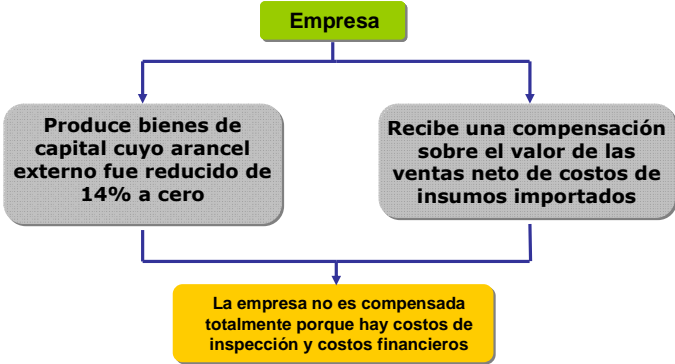 Empresa
Produce bienes de
capital cuyo arancel
externo fue reducido de
14% a cero
Recibe una compensación
sobre el valor de las
ventas neto de costos de
insumos importados
La empresa no es compensada
totalmente porque hay costos de
inspección y costos financieros